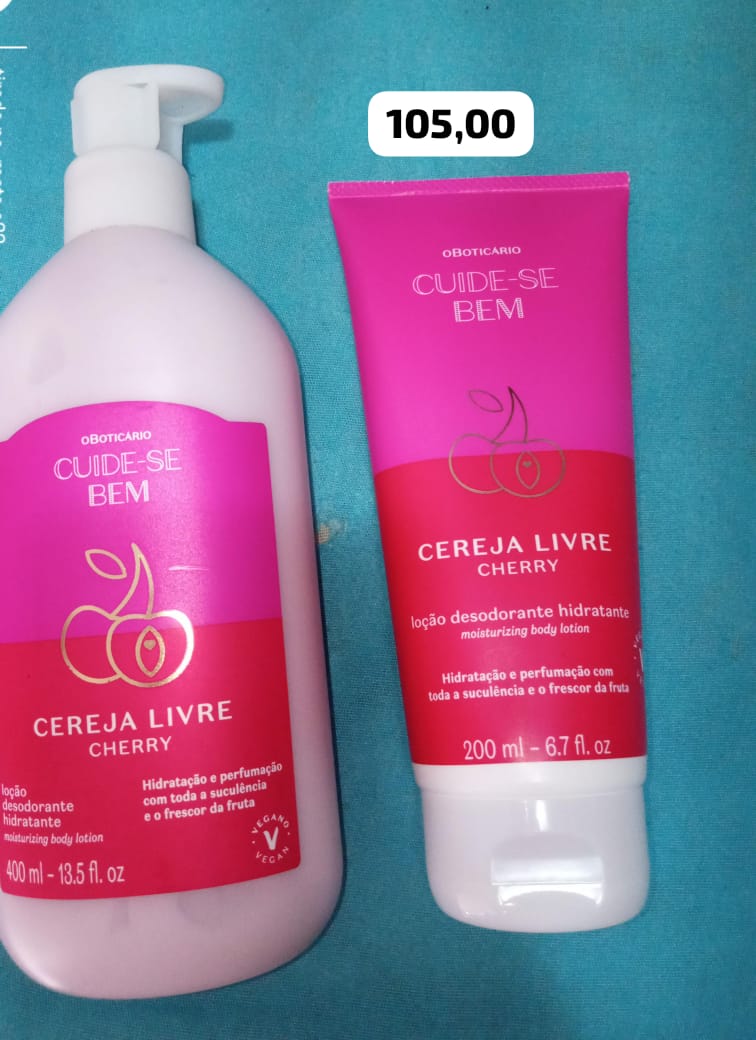 105,00
oBOTICÁRIO
CUIDE-SE
BEM
CEREJA LIVRE
CHERRY
loção
desodorante
hidratante
moisturizing body lotion
Hidratação e perfumação
com toda a suculência
e o frescor da fruta
VEGANO
V
VEGAN
400 ml - 13.5 fl. oz
oBOTICÁRIO
CUIDE-SE
BEM
CEREJA LIVRE
CHERRY
loção desodorante hidratante
moisturizing body lotion
Hidratação e perfumação com
toda a suculência e o frescor da fruta
200 ml - 6.7 fl. oz